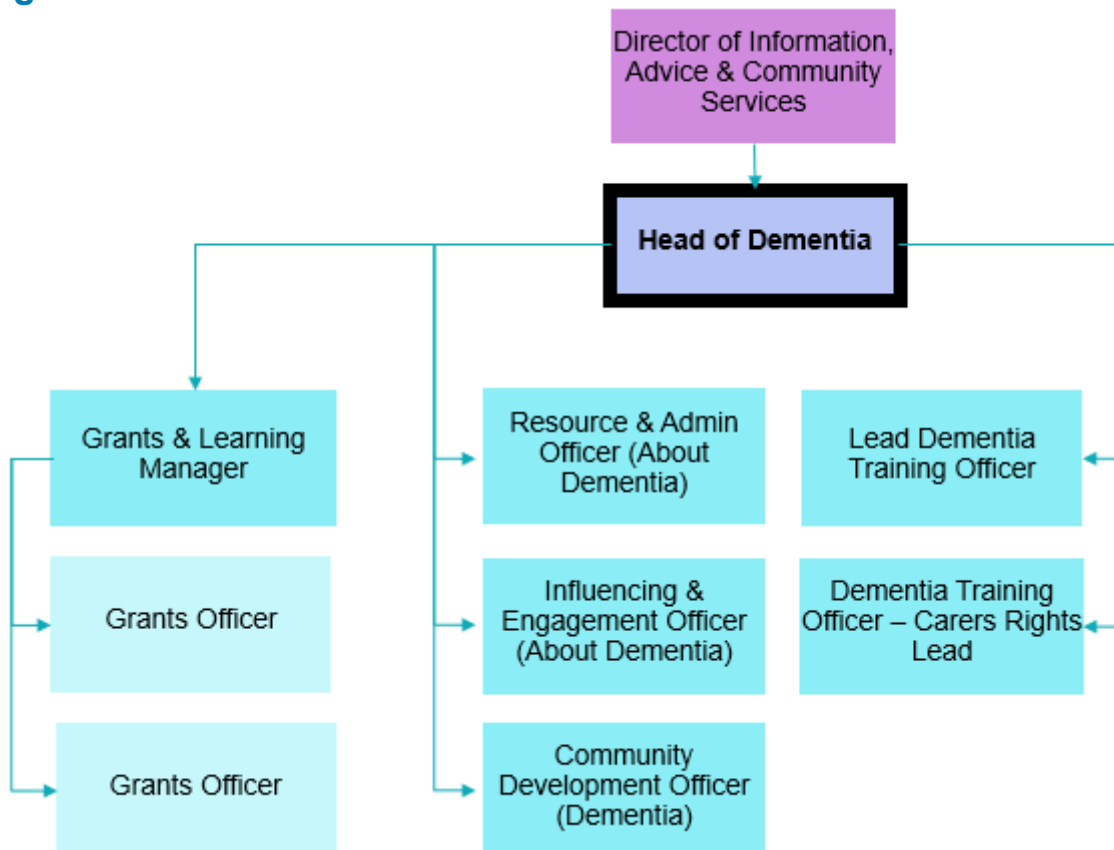 Director of Information,
Advice & Community
Services
Head of Dementia
Grants & Learning
Manager
Resource & Admin
Officer (About
Dementia)
Lead Dementia
Training Officer
Grants Officer
Influencing &
Engagement Officer
(About Dementia)
Dementia Training
Officer – Carers Rights
Lead
Grants Officer
Community
Development Officer
(Dementia)